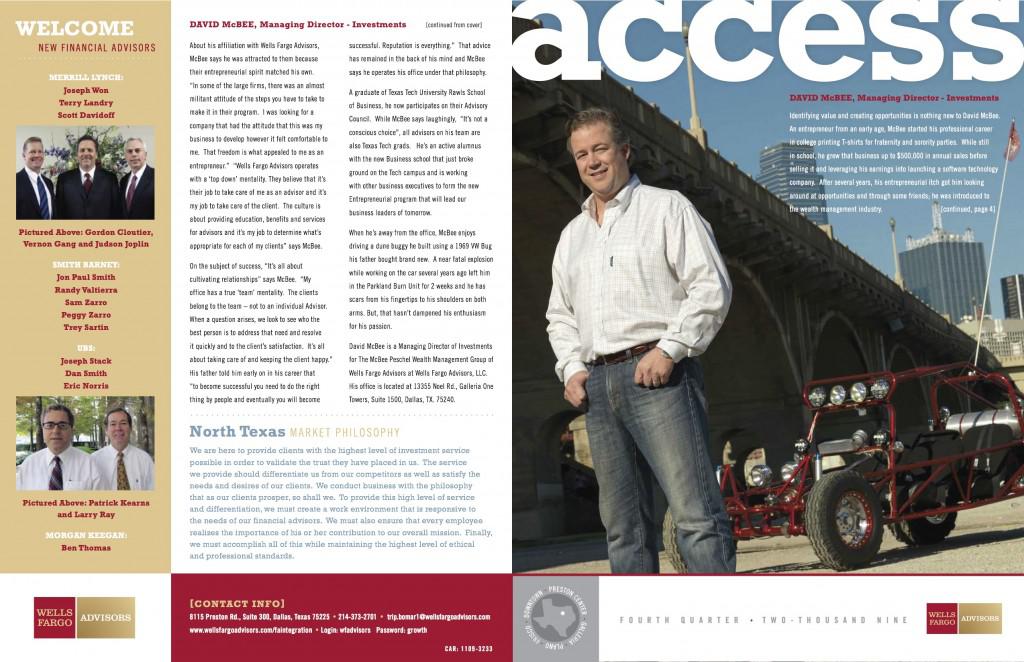 WELCOME
NEW FINANCIAL ADVISORS
MERRILL LYNCH:
Joseph Won
Terry Landry
Scott Davidoff
Pictured Above: Gordon Cloutier,
Vernon Gang and Judson Joplin
SMITH BARNEY:
Jon Paul Smith
Randy Valtierra
Sam Zarro
Peggy Zarro
Trey Sartin
UBS:
Joseph Stack
Dan Smith
Eric Norris
Pictured Above: Patrick Kearns
and Larry Ray
MORGAN KEEGAN:
Ben Thomas
WELLS
FARGO
ADVISORS
DAVID McBEE, Managing Director - Investments [continued from cover]
About his affiliation with Wells Fargo Advisors,
McBee says he was attracted to them because
their entrepreneurial spirit matched his own.
“In some of the large firms, there was an almost
militant attitude of the steps you have to take to
make it in their program. I was looking for a
company that had the attitude that this was my
business to develop however it felt comfortable to
me. That freedom is what appealed to me as an
entrepreneur.” “Wells Fargo Advisors operates
with a ‘top down’ mentality. They believe that it’s
their job to take care of me as an advisor and it’s
my job to take care of the client. The culture is
about providing education, benefits and services
for advisors and it’s my job to determine what’s
appropriate for each of my clients” says McBee.
On the subject of success, “It’s all about
cultivating relationships” says McBee. “My
office has a true ‘team’ mentality. The clients
belong to the team – not to an individual Advisor.
When a question arises, we look to see who the
best person is to address that need and resolve
it quickly and to the client’s satisfaction. It’s all
about taking care of and keeping the client happy.”
His father told him early on in his career that
“to become successful you need to do the right
thing by people and eventually you will become
successful. Reputation is everything.” That advice
has remained in the back of his mind and McBee
says he operates his office under that philosophy.
A graduate of Texas Tech University Rawls School
of Business, he now participates on their Advisory
Council. While McBee says laughingly, “It’s not a
conscious choice”, all advisors on his team are
also Texas Tech grads. He’s an active alumnus
with the new Business school that just broke
ground on the Tech campus and is working
with other business executives to form the new
Entrepreneurial program that will lead our
business leaders of tomorrow.
When he’s away from the office, McBee enjoys
driving a dune buggy he built using a 1969 VW Bug
his father bought brand new. A near fatal explosion
while working on the car several years ago left him
in the Parkland Burn Unit for 2 weeks and he has
scars from his fingertips to his shoulders on both
arms. But, that hasn’t dampened his enthusiasm
for his passion.
David McBee is a Managing Director of Investments
for The McBee Peschel Wealth Management Group of
Wells Fargo Advisors at Wells Fargo Advisors, LLC.
His office is located at 13355 Noel Rd., Galleria One
Towers, Suite 1500, Dallas, TX. 75240.
North Texas MARKET PHILOSOPHY
We are here to provide clients with the highest level of investment service
possible in order to validate the trust they have placed in us. The service
we provide should differentiate us from our competitors as well as satisfy the
needs and desires of our clients. We conduct business with the philosophy
that as our clients prosper, so shall we. To provide this high level of service
and differentiation, we must create a work environment that is responsive to
the needs of our financial advisors. We must also ensure that every employee
realizes the importance of his or her contribution to our overall mission. Finally,
we must accomplish all of this while maintaining the highest level of ethical
and professional standards.
[CONTACT INFO]
8115 Preston Rd., Suite 300, Dallas, Texas 75225 • 214-373-2701 • trip.bomar1@wellsfargoadvisors.com
www.wellsfargoadvisors.com/faintegration • Login: wfadvisors Password: growth
CAR: 1109-3233
access
DAVID McBEE, Managing Director - Investments
Identifying value and creating opportunities is nothing new to David McBee.
An entrepreneur from an early age, McBee started his professional career
in college printing T-shirts for fraternity and sorority parties. While still
in school, he grew that business up to $500,000 in annual sales before
selling it and leveraging his earnings into launching a software technology
company. After several years, his entrepreneurial itch got him looking
around at opportunities and through some friends, he was introduced to
the wealth management industry. [continued, page 4]
DOWNTOWN · PRESTON CENTER · GALLERIA · PLANO · FRISCO
FOURTH QUARTER • TWO-THOUSAND NINE
WELLS
FARGO
ADVISORS